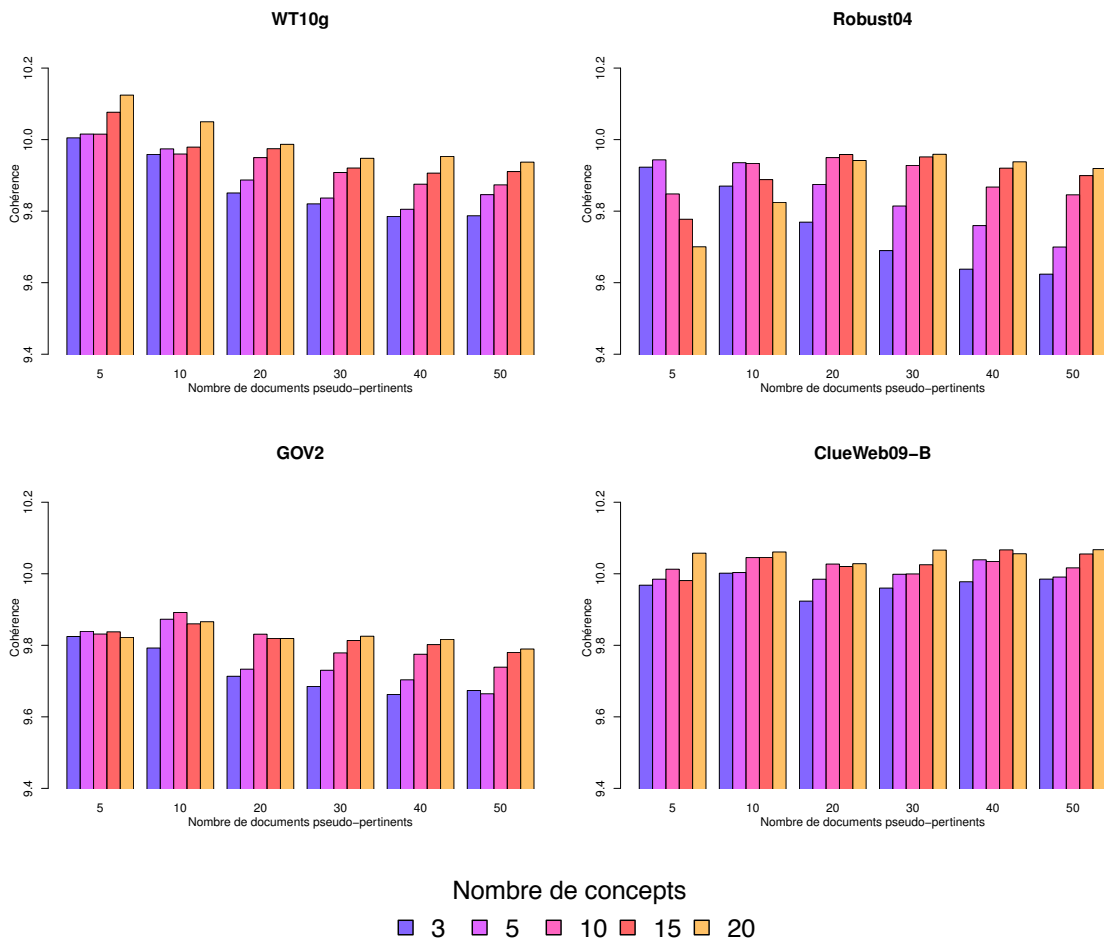 WT10g
Cohérence
9.4 9.6 9.8 10.0 10.2
5 10 20 30 40 50
Nombre de documents pseudo−pertinents
Robust04
Cohérence
9.4 9.6 9.8 10.0 10.2
5 10 20 30 40 50
Nombre de documents pseudo−pertinents
GOV2
Cohérence
9.4 9.6 9.8 10.0 10.2
5 10 20 30 40 50
Nombre de documents pseudo−pertinents
ClueWeb09−B
Cohérence
9.4 9.6 9.8 10.0 10.2
5 10 20 30 40 50
Nombre de documents pseudo−pertinents
Nombre de concepts
3 5 10 15 20